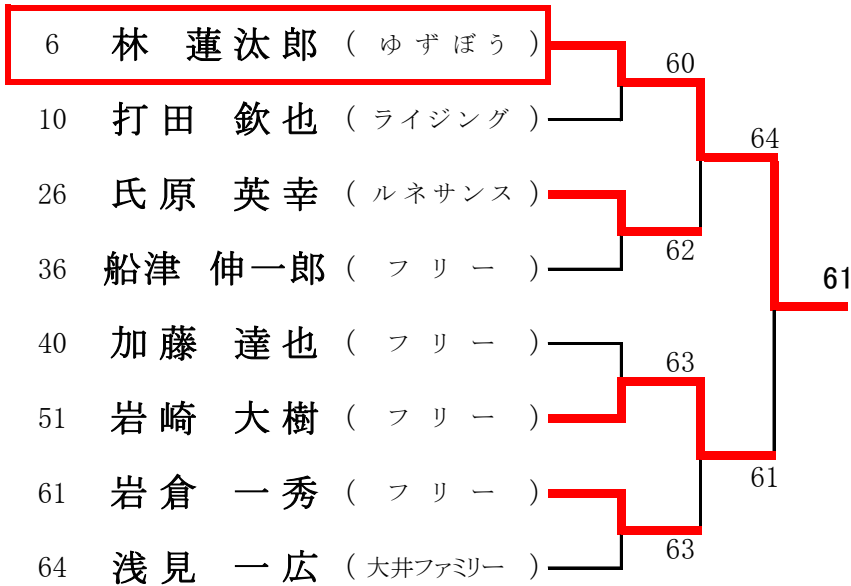 6 林 蓮汰郎 ( ゆずぼう )
60
10 打田 欽也 ( ライジング )
64
26 氏原 英幸 ( ルネサンス )
62
36 船津 伸一郎 ( フリー )
61
40 加藤 達也 ( フリー )
63
51 岩崎 大樹 ( フリー )
61 岩倉 一秀 ( フリー )
61
63
64 浅見 一広 ( 大井ファミリー )